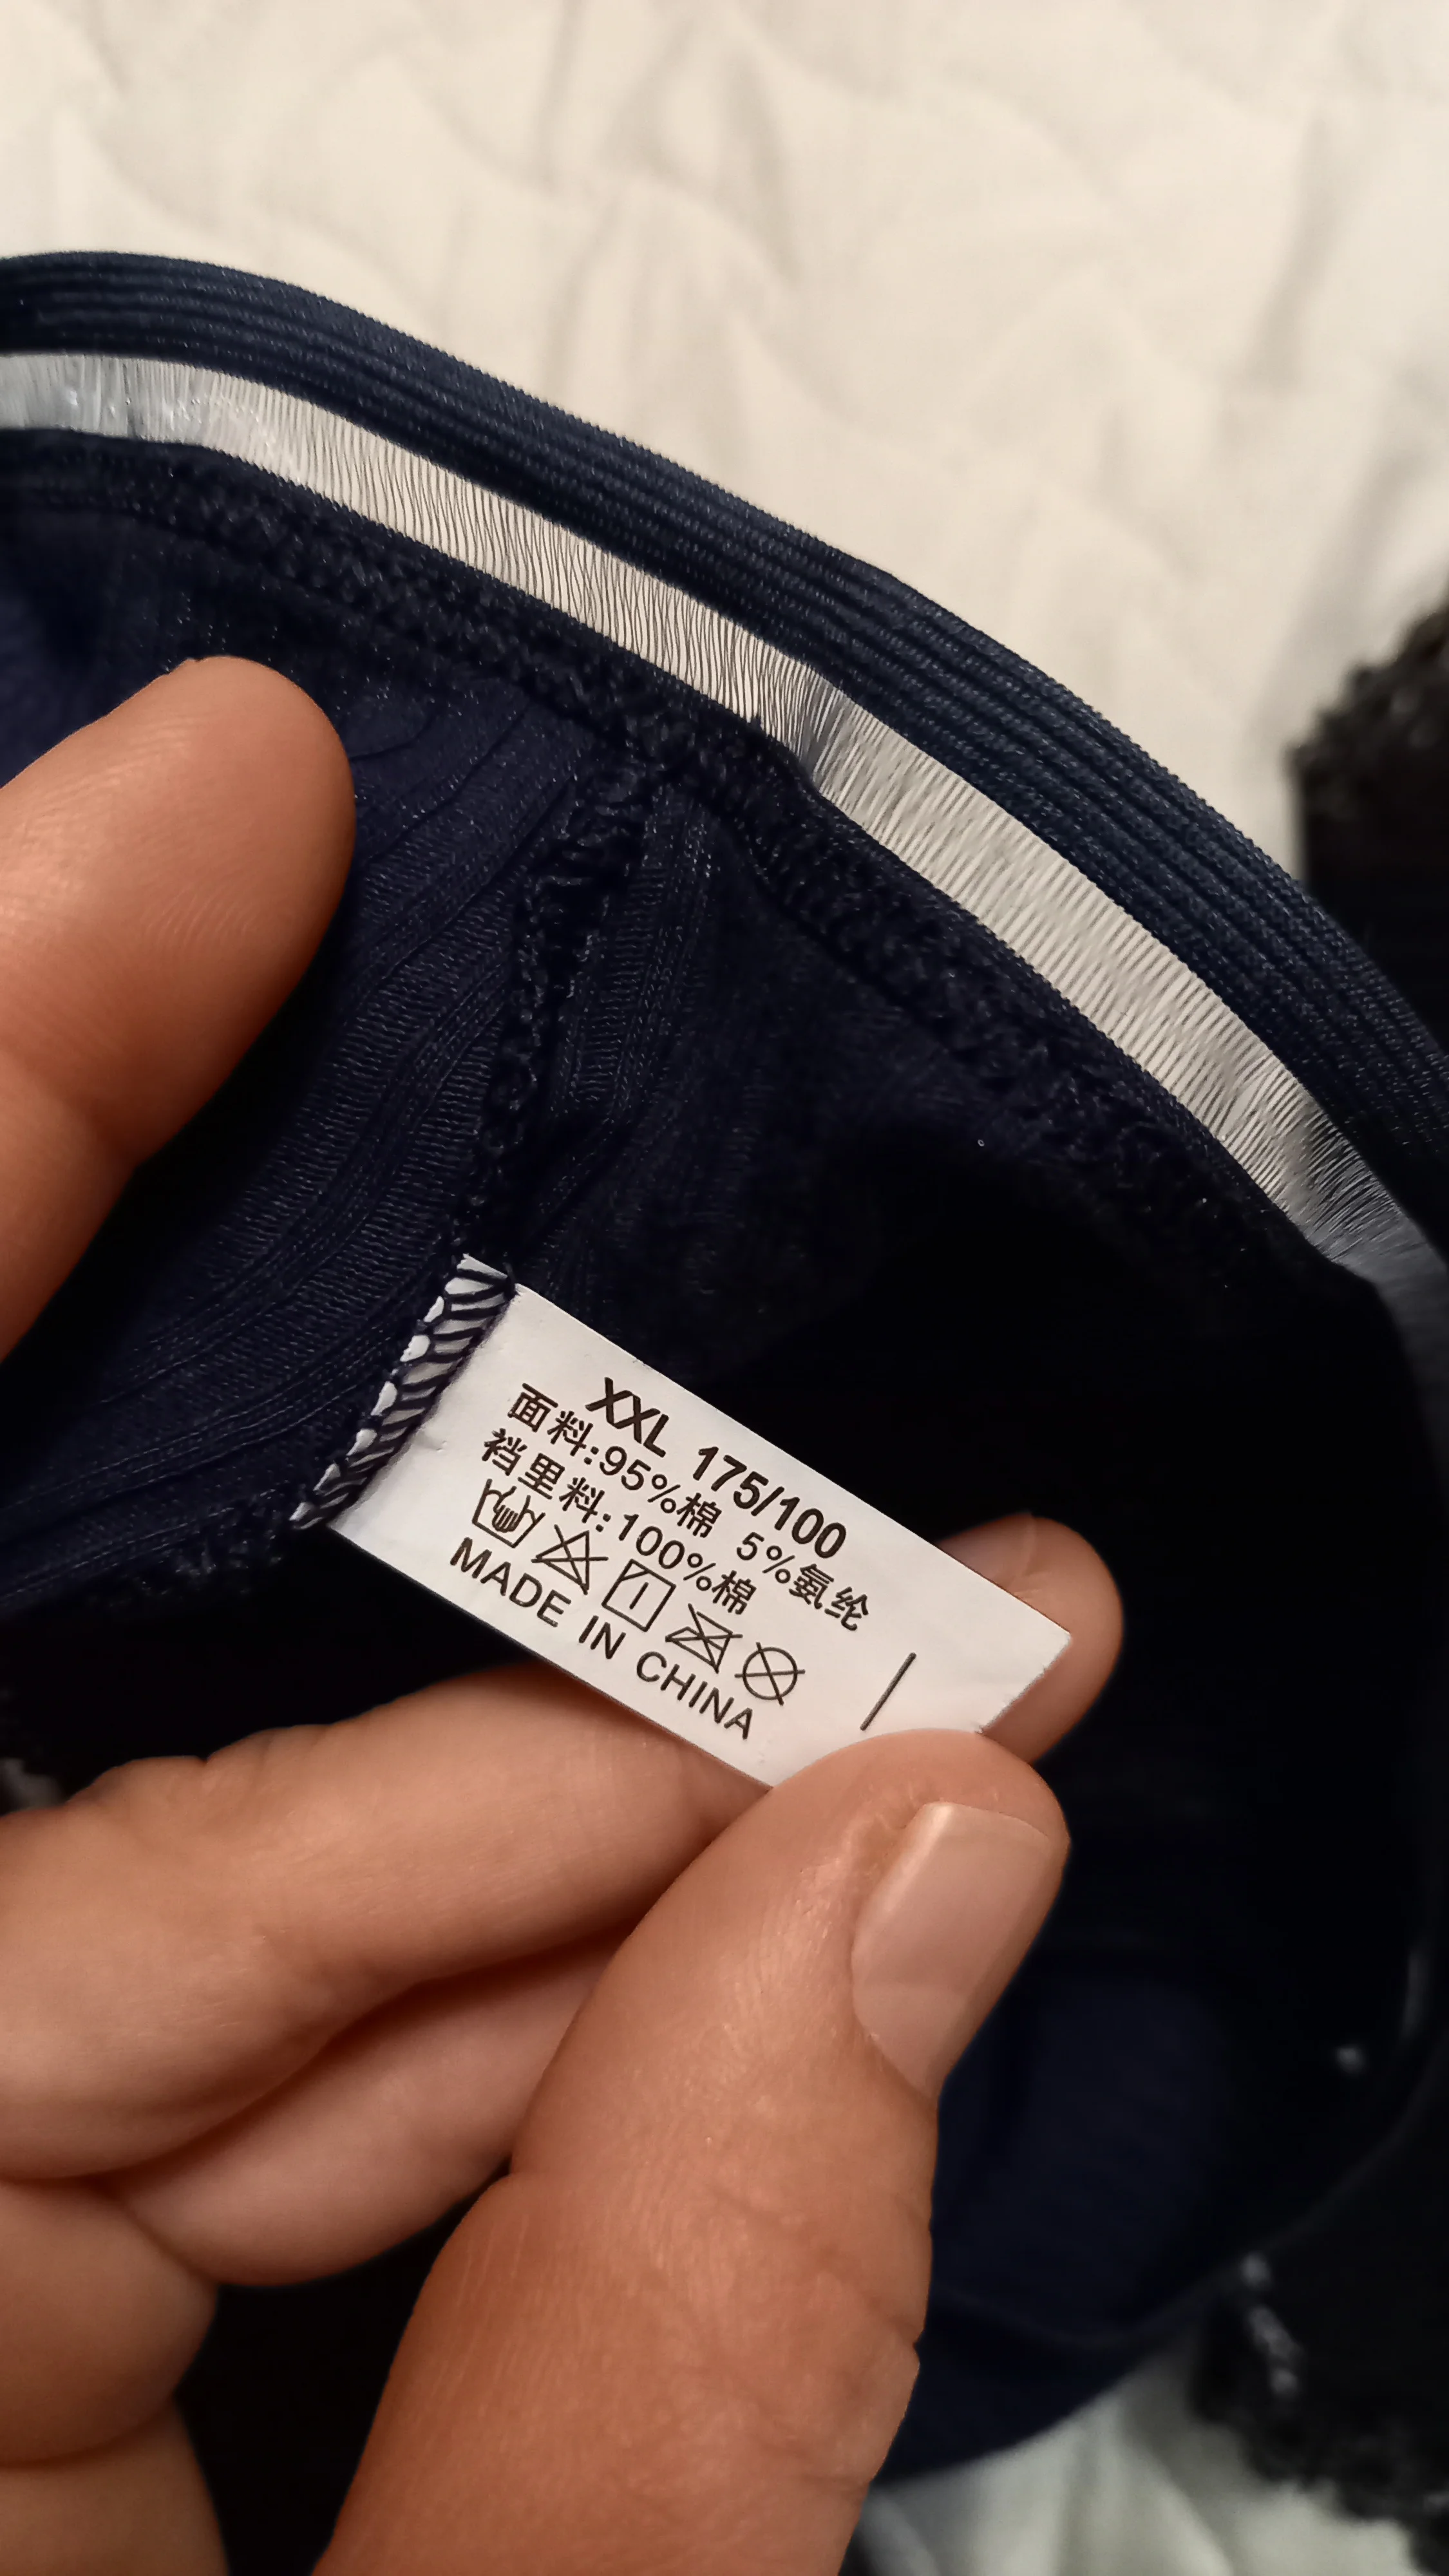 XXL 175/100
面料:95%棉 5%氨纶
裆里料:100%棉
MADE IN CHINA